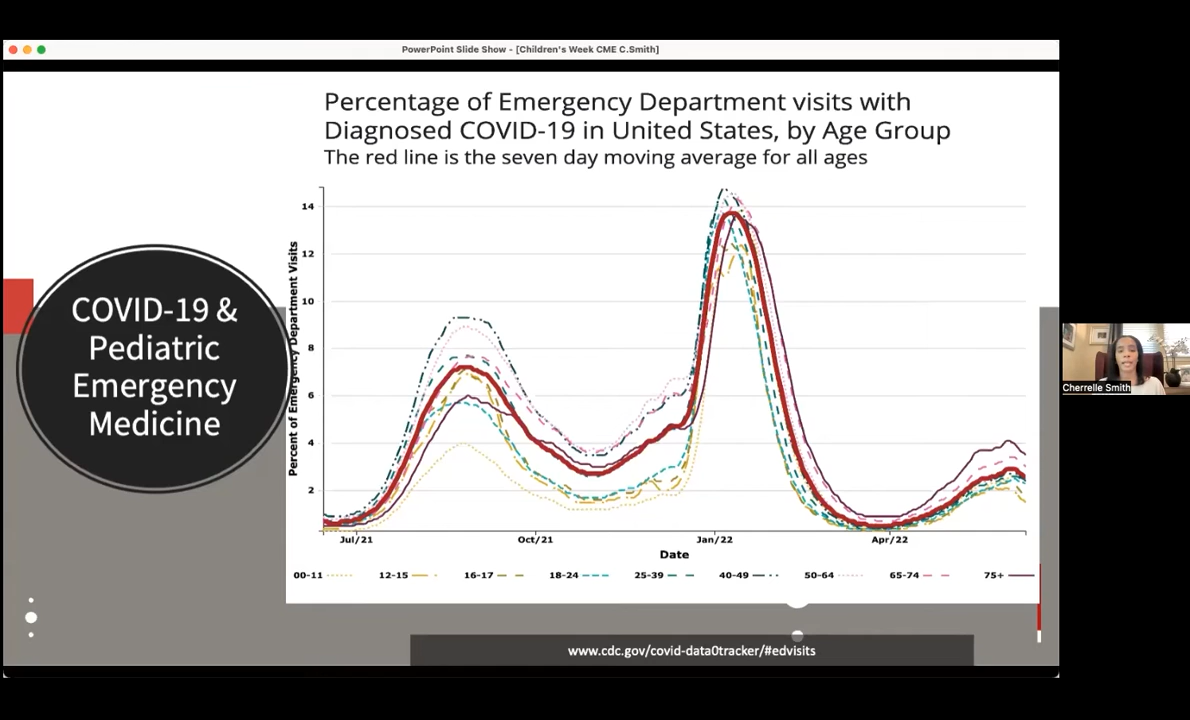 PowerPoint Slide Show - [Children's Week CME C.Smith]
Percentage of Emergency Department visits with
Diagnosed COVID-19 in United States, by Age Group
The red line is the seven day moving average for all ages
COVID-19 &
Pediatric
Emergency
Medicine
Percent of Emergency Department Visits
14
12
10
8
6
4
2
Jul/21 Oct/21 Jan/22 Apr/22
Date
00-11 12-15 16-17 18-24 25-39 40-49 50-64 65-74 75+
www.cdc.gov/covid-data0tracker/#edvisits
Cherrelle Smith